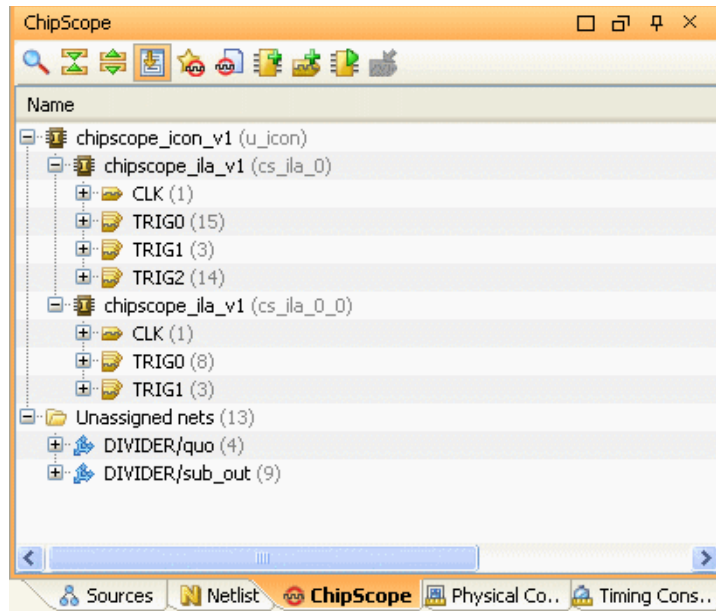 ChipScope
Name
chipscope_icon_v1 (u_icon)
chipscope_ila_v1 (cs_ila_0)
CLK (1)
TRIG0 (15)
TRIG1 (3)
TRIG2 (14)
chipscope_ila_v1 (cs_ila_0_0)
CLK (1)
TRIG0 (8)
TRIG1 (3)
Unassigned nets (13)
DIVIDER/quo (4)
DIVIDER/sub_out (9)
Sources Netlist ChipScope Physical Co.. Timing Cons..